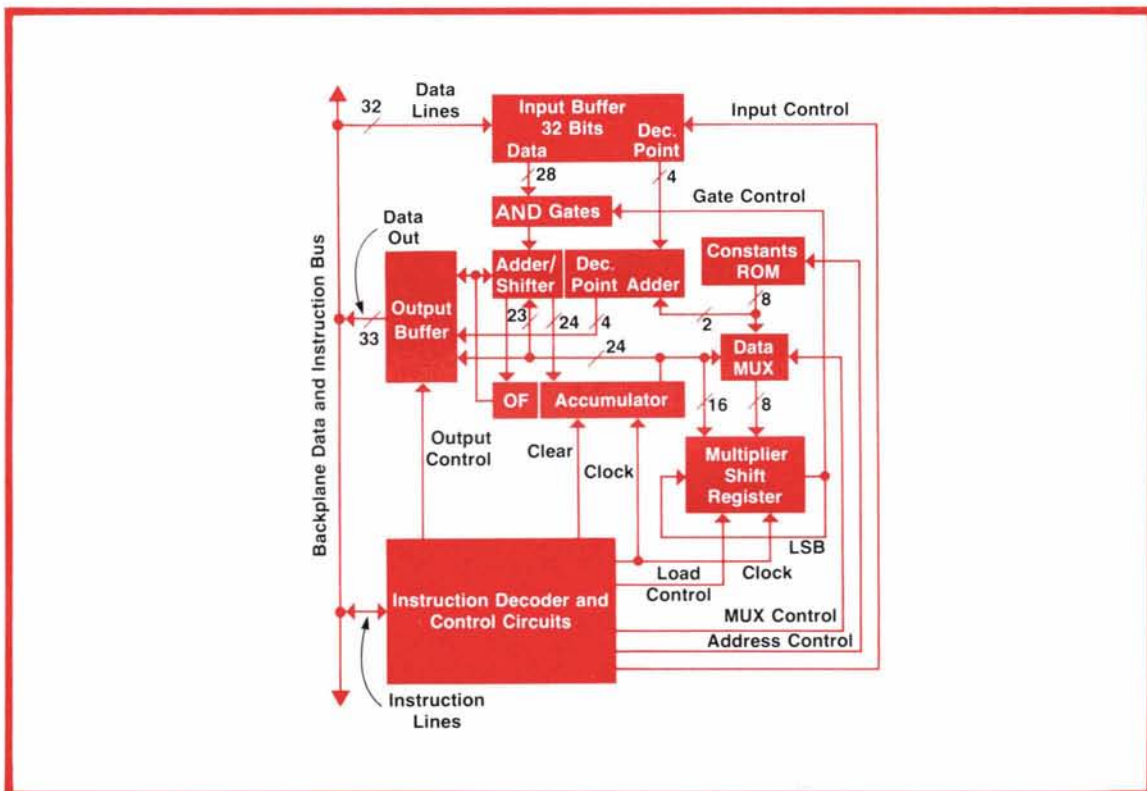 Data
Lines
32
Input Buffer
32 Bits
Data
Dec.
Point
Input Control
28
4
Gate Control
AND Gates
Data
Out
Adder/
Shifter
Dec.
Point Adder
Constants
ROM
8
2
Output
Buffer
33
23
24
4
24
Data
MUX
OF
Accumulator
16
8
Output
Control
Clear
Clock
Multiplier
Shift
Register
LSB
Load
Control
Clock
Instruction Decoder and
Control Circuits
MUX Control
Address Control
Instruction
Lines
Backplane Data and Instruction Bus